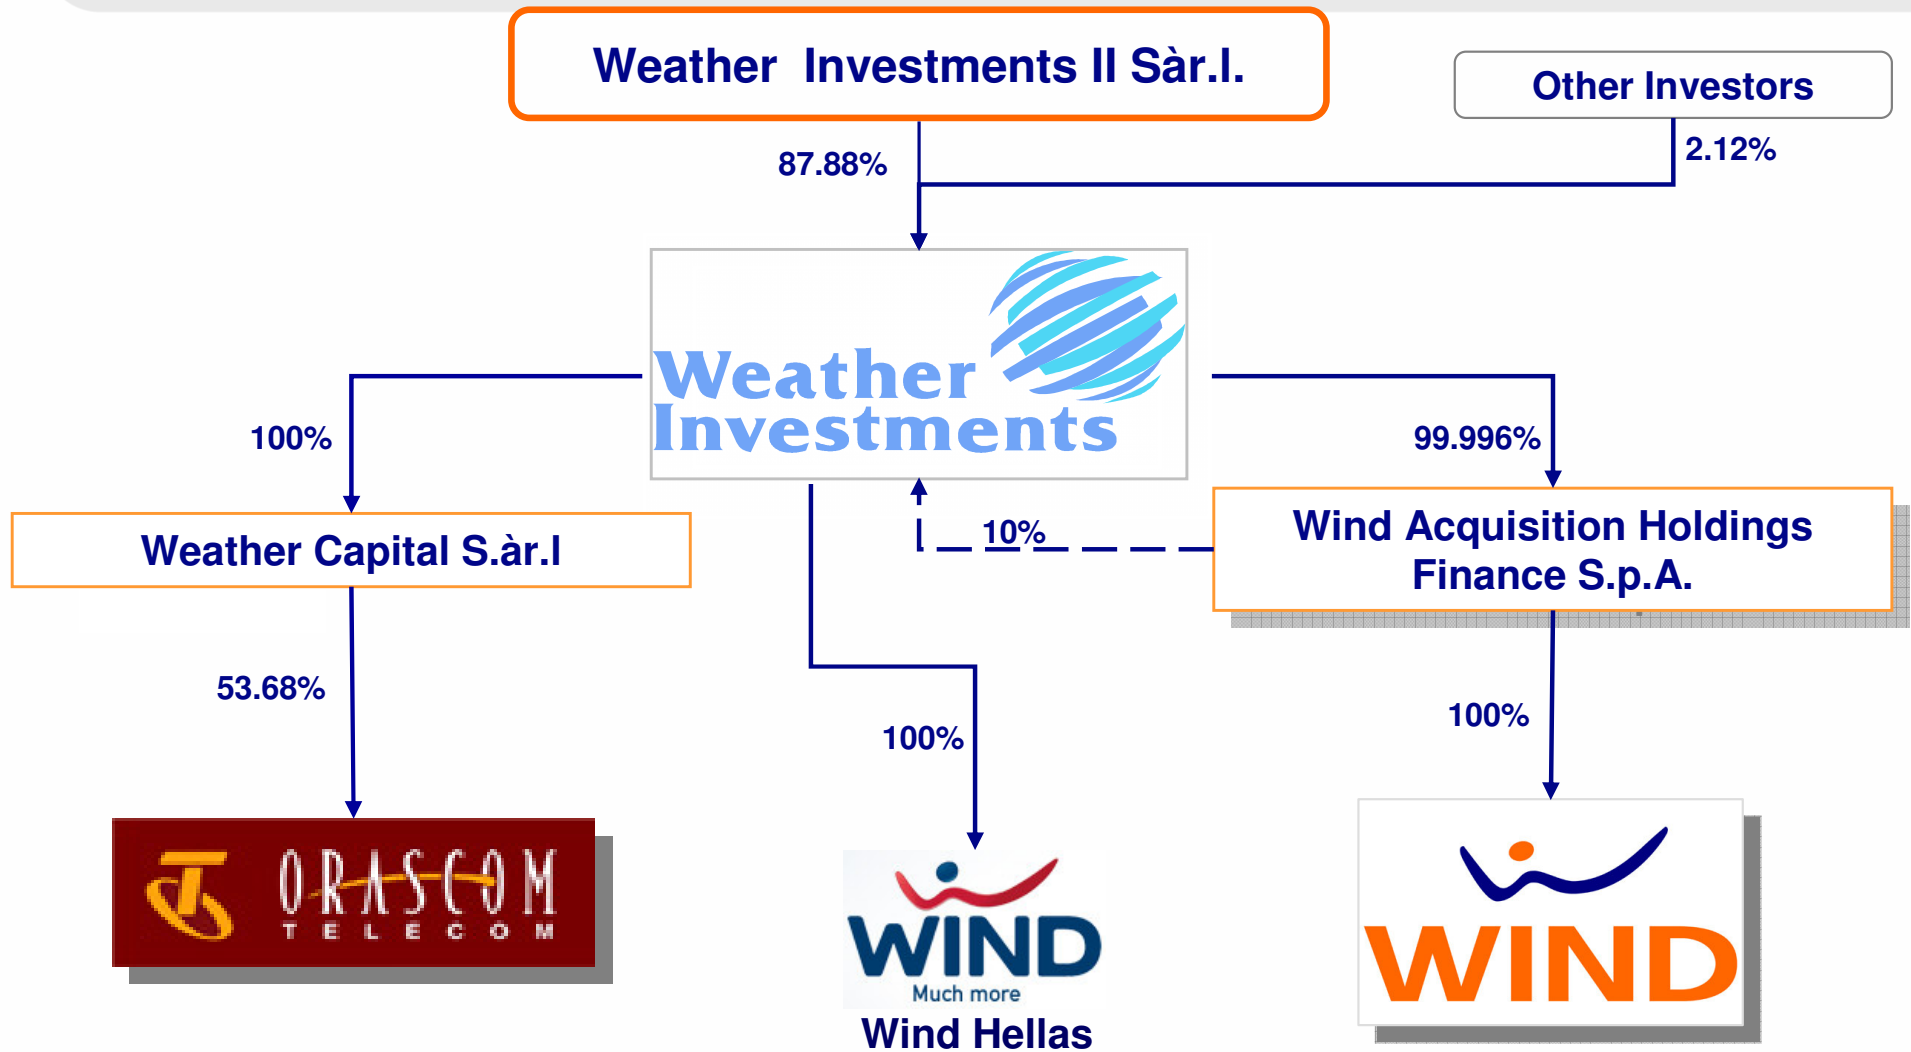 Weather Investments II Sàr.l.
Other Investors
87.88%
2.12%
Weather
Investments
100%
99.996%
10%
Weather Capital S.àr.l
Wind Acquisition Holdings
Finance S.p.A.
53.68%
100%
100%
ORASCOM
TELECOM
WIND
Much more
Wind Hellas
WIND